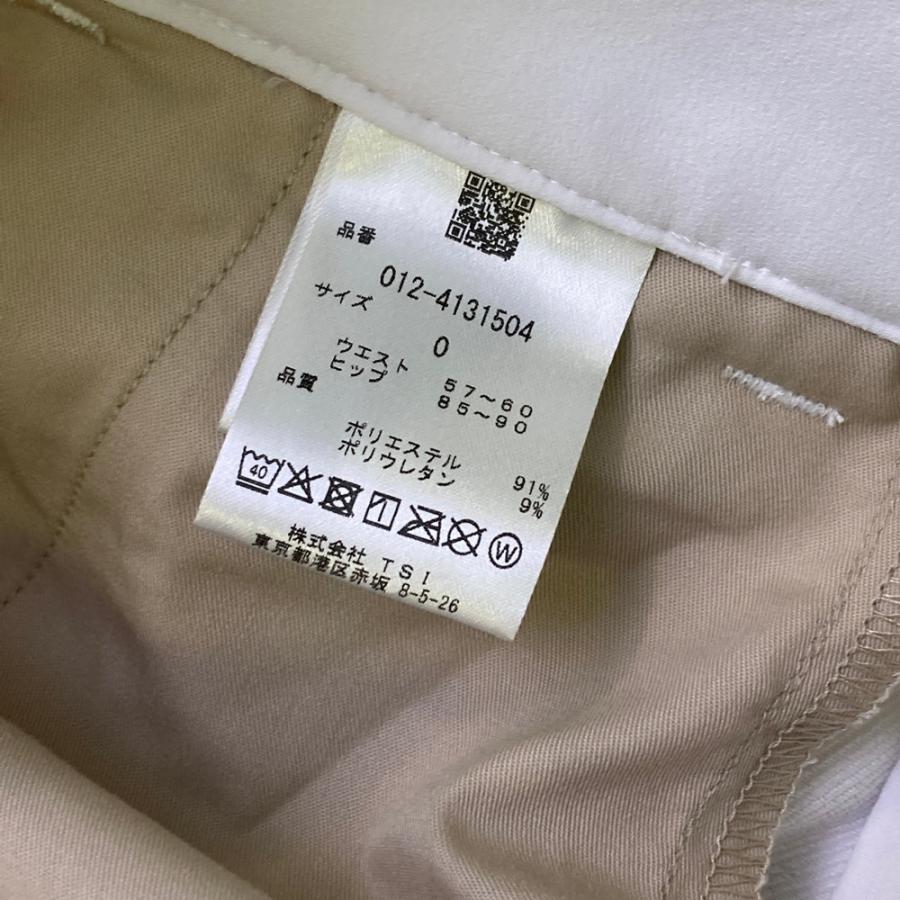 品番
012-4131504
サイズ
0
ウエスト 57～60
ヒップ 85～90
品質
ポリエステル 91%
ポリウレタン 9%
40
W
株式会社 TSI
東京都港区赤坂 8-5-26